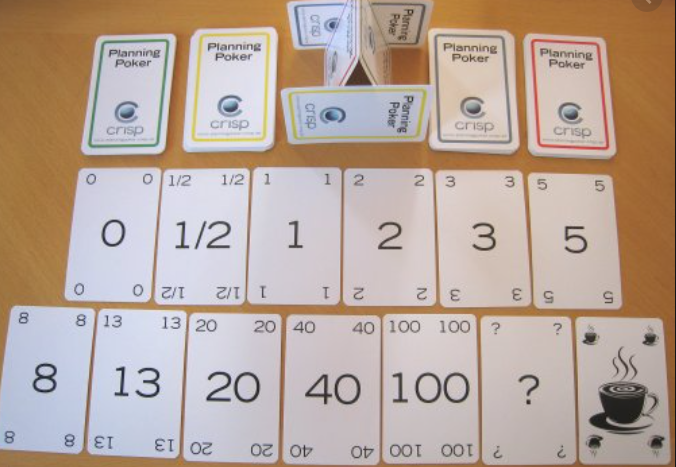 Planning
Poker
crisp
Planning
Poker
crisp
Planning
Poker
crisp
Planning
Poker
crisp
Planning
Poker
crisp
Planning
Poker
crisp
0 0
0
0 0
1/2 1/2
1/2
1/2 1/2
1 1
1
1 1
2 2
2
2 2
3 3
3
3 3
5 5
5
5 5
8 8
8
8 8
13 13
13
13 13
20 20
20
20 20
40 40
40
40 40
100 100
100
100 100
? ?
?
? ?